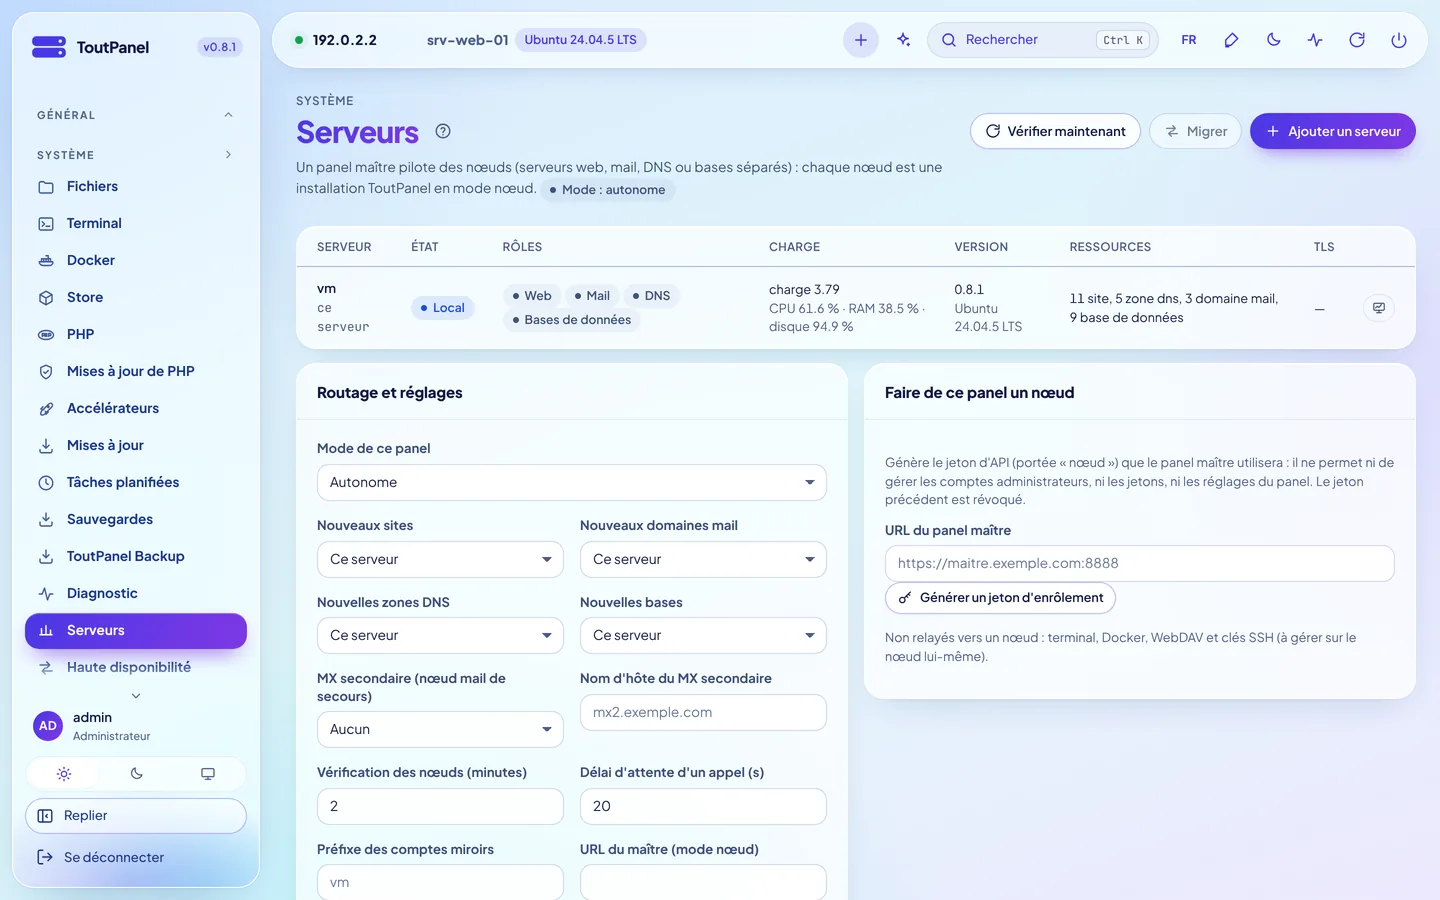 ToutPanel
v0.8.1
192.0.2.2
srv-web-01
Ubuntu 24.04.5 LTS
Rechercher
Ctrl K
FR
GÉNÉRAL
SYSTÈME
Fichiers
Terminal
Docker
Store
PHP
Mises à jour de PHP
Accélérateurs
Mises à jour
Tâches planifiées
Sauvegardes
ToutPanel Backup
Diagnostic
Serveurs
Haute disponibilité
AD
admin
Administrateur
Replier
Se déconnecter
SYSTÈME
Serveurs
Vérifier maintenant
Migrer
Ajouter un serveur
Un panel maître pilote des nœuds (serveurs web, mail, DNS ou bases séparés) : chaque nœud est une
installation ToutPanel en mode nœud.
Mode : autonome
SERVEUR
ÉTAT
RÔLES
CHARGE
VERSION
RESSOURCES
TLS
vm
ce
serveur
Local
Web
Mail
DNS
Bases de données
charge 3.79
CPU 61.6 % · RAM 38.5 % ·
disque 94.9 %
0.8.1
Ubuntu
24.04.5 LTS
11 site, 5 zone dns, 3 domaine mail,
9 base de données
—
Routage et réglages
Mode de ce panel
Autonome
Nouveaux sites
Nouveaux domaines mail
Ce serveur
Ce serveur
Nouvelles zones DNS
Nouvelles bases
Ce serveur
Ce serveur
MX secondaire (nœud mail de
secours)
Nom d'hôte du MX secondaire
Aucun
mx2.exemple.com
Vérification des nœuds (minutes)
Délai d'attente d'un appel (s)
2
20
Préfixe des comptes miroirs
URL du maître (mode nœud)
vm
Faire de ce panel un nœud
Génère le jeton d'API (portée « nœud ») que le panel maître utilisera : il ne permet ni de
gérer les comptes administrateurs, ni les jetons, ni les réglages du panel. Le jeton
précédent est révoqué.
URL du panel maître
https://maitre.exemple.com:8888
Générer un jeton d'enrôlement
Non relayés vers un nœud : terminal, Docker, WebDAV et clés SSH (à gérer sur le
nœud lui-même).